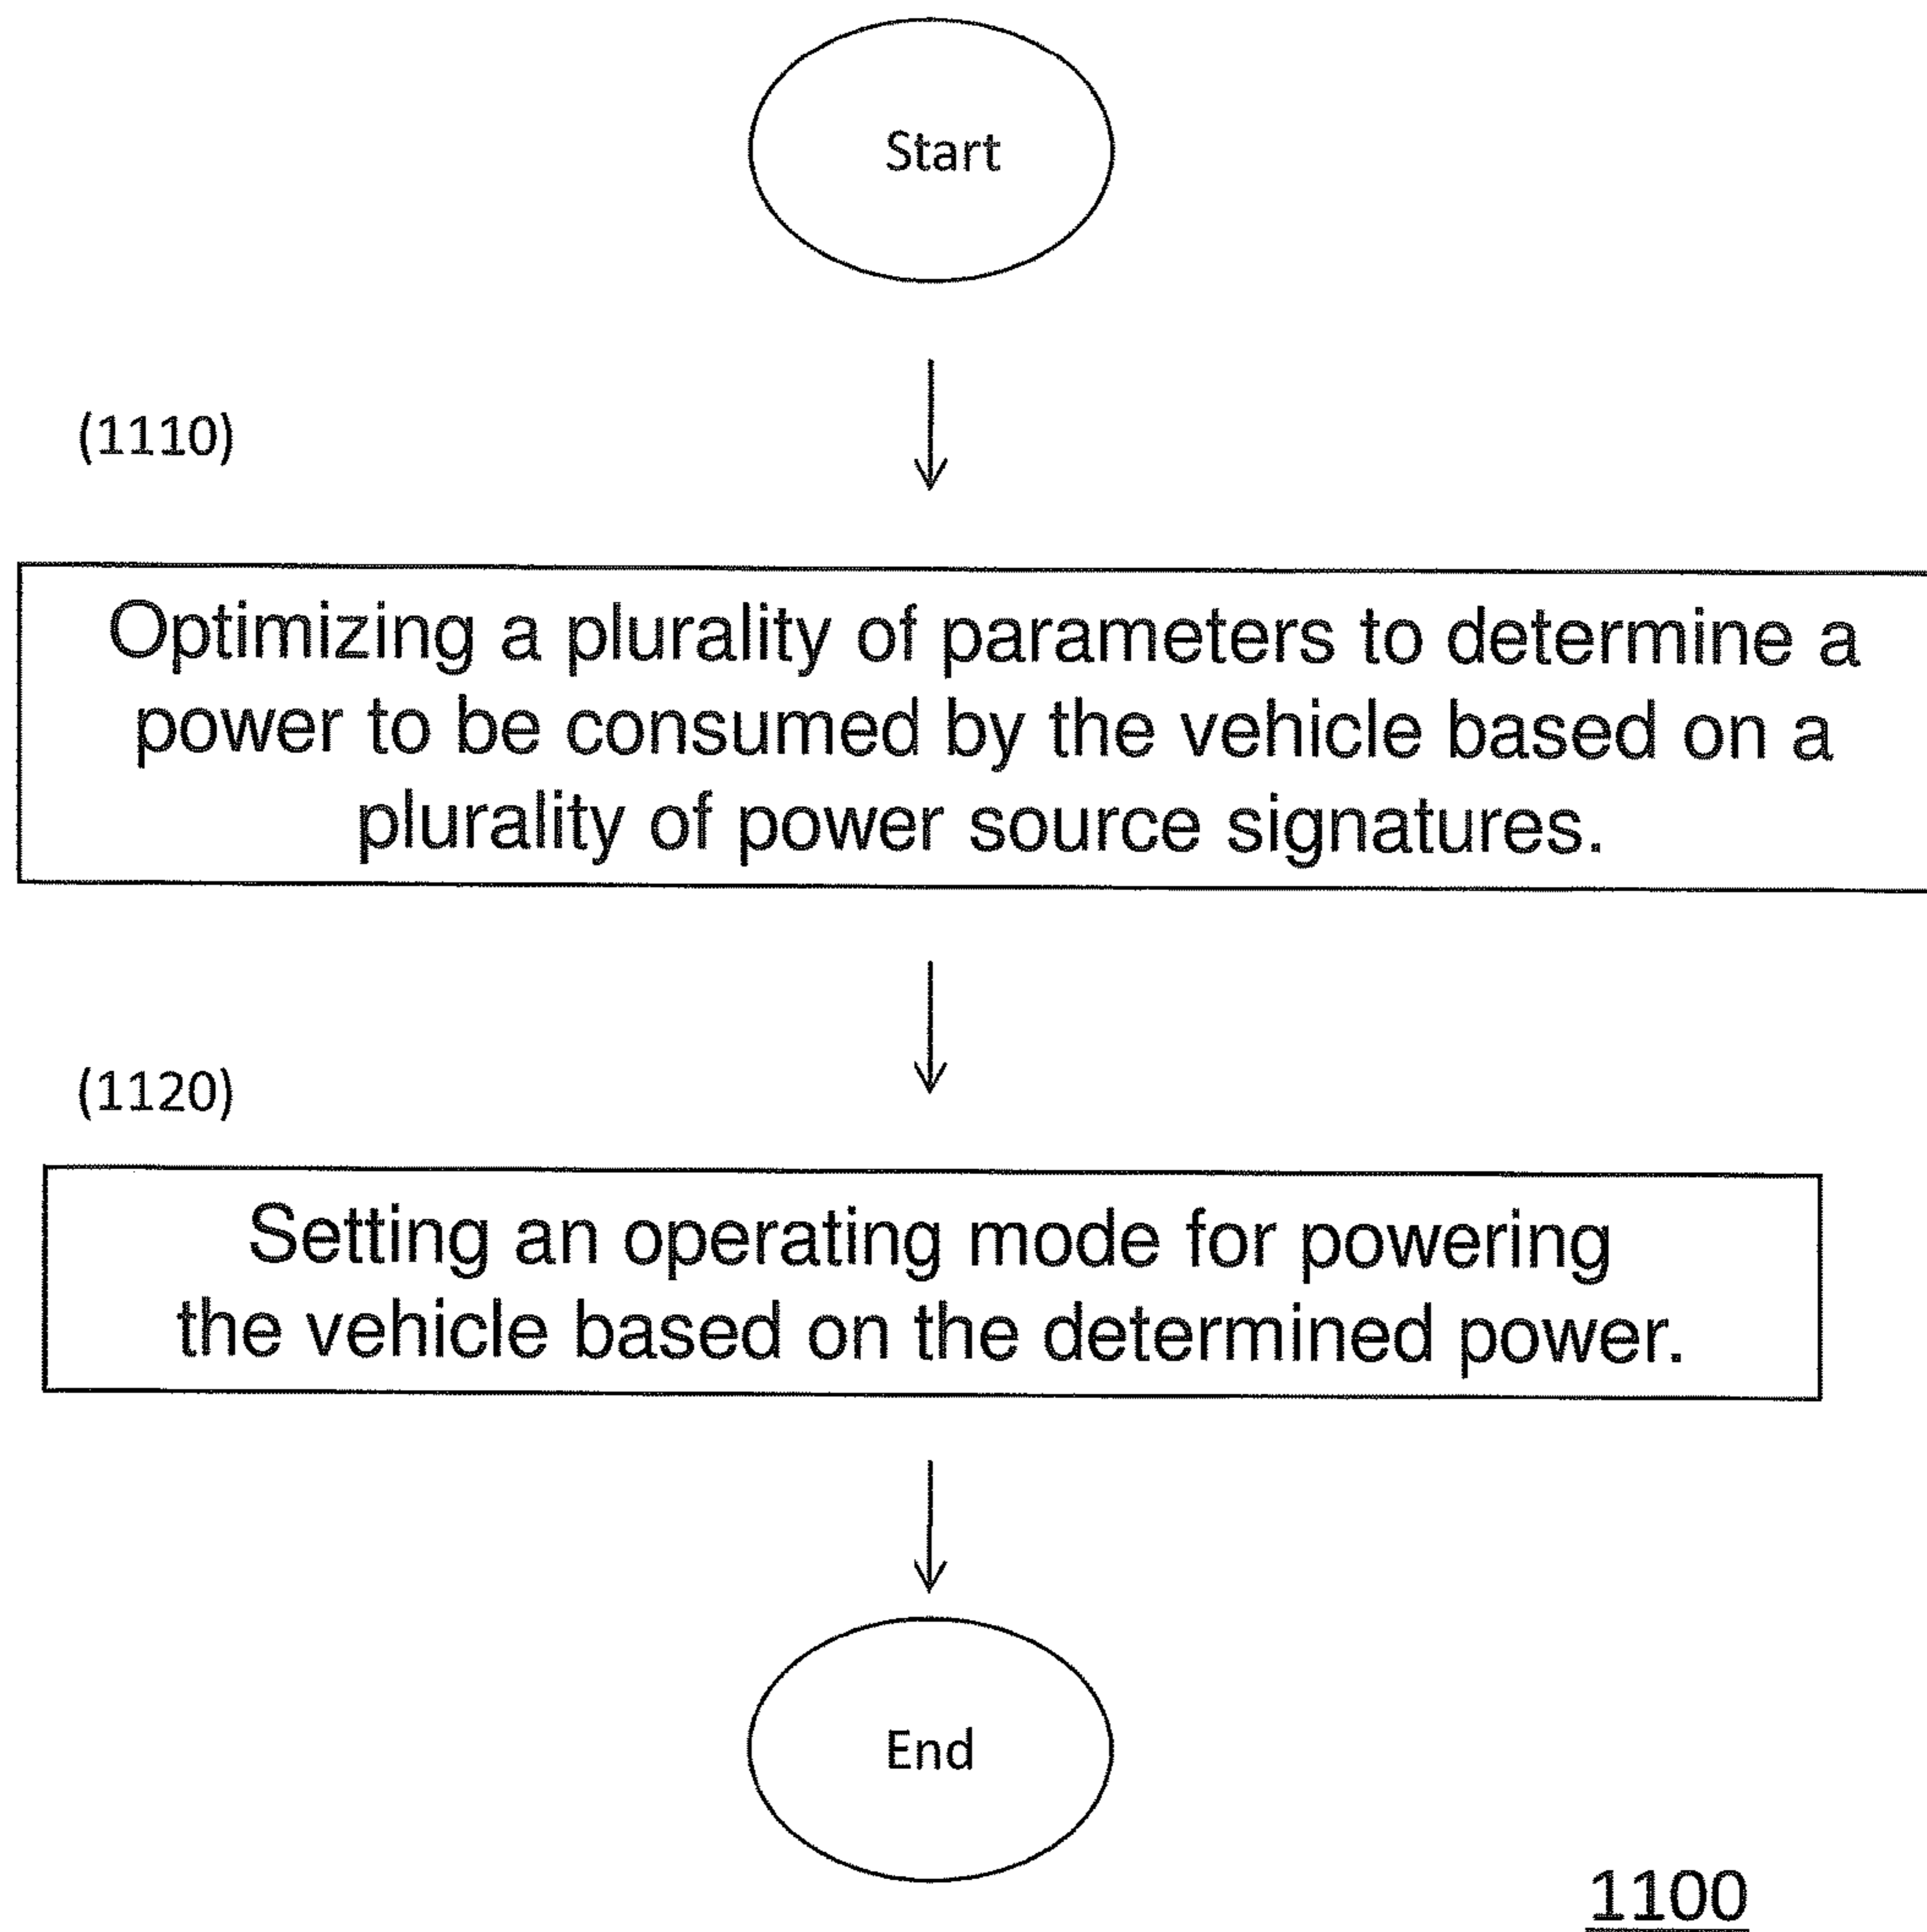 Start
(1110)
Optimizing a plurality of parameters to determine a
power to be consumed by the vehicle based on a
plurality of power source signatures.
(1120)
Setting an operating mode for powering
the vehicle based on the determined power.
End
1100